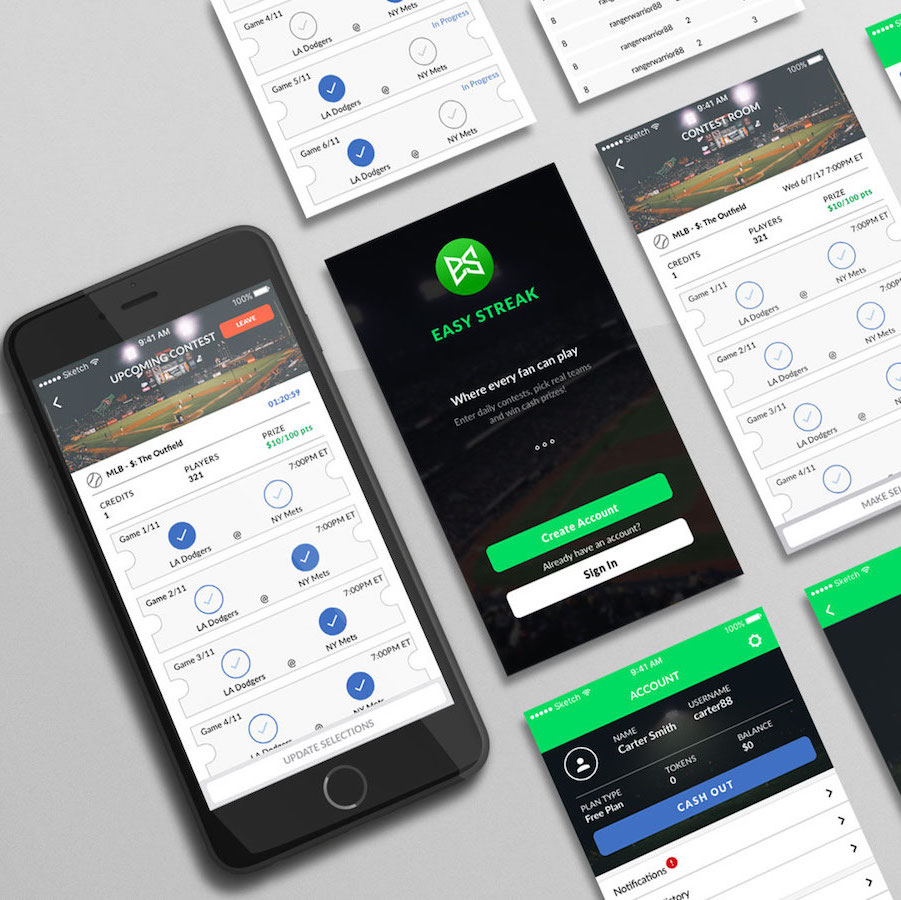 Game 4/11
LA Dodgers @ NY Mets
In Progress
Game 5/11
LA Dodgers @ NY Mets
In Progress
Game 6/11
LA Dodgers @ NY Mets
8
8 rangerwarrior88 2
8 rangerwarrior88 2 3
Sketch 9:41 AM 100%
UPCOMING CONTEST
LEAVE
MLB - $: The Outfield 01:20:59
CREDITS PLAYERS PRIZE
1 321 $10/100 pts
Game 1/11 7:00PM ET
LA Dodgers @ NY Mets
Game 2/11 7:00PM ET
LA Dodgers @ NY Mets
Game 3/11 7:00PM ET
LA Dodgers @ NY Mets
Game 4/11 7:00PM ET
LA Dodgers @ NY Mets
UPDATE SELECTIONS
EASY STREAK
Where every fan can play
Enter daily contests, pick real teams
and win cash prizes!
Create Account
Already have an account?
Sign In
Sketch 9:41 AM 100%
CONTEST ROOM
MLB - $: The Outfield Wed 6/7/17 7:00PM ET
CREDITS PLAYERS PRIZE
1 321 $10/100 pts
Game 1/11 7:00PM ET
LA Dodgers @ NY Mets
Game 2/11
LA Dodgers @ NY Mets
Game 3/11
LA Dodgers @
Game 4/11
MAKE SEL
Sketch 9:41 AM 100%
ACCOUNT
NAME USERNAME
Carter Smith carter88
PLAN TYPE TOKENS BALANCE
Free Plan 0 $0
CASH OUT
Notifications !
Sketch